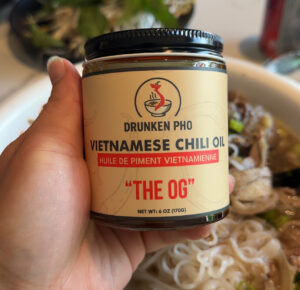 DRUNKEN PHO
VIETNAMESE CHILI OIL
HUILE DE PIMENT VIETNAMIENNE
"THE OG"
NET WT: 6 OZ (170G)